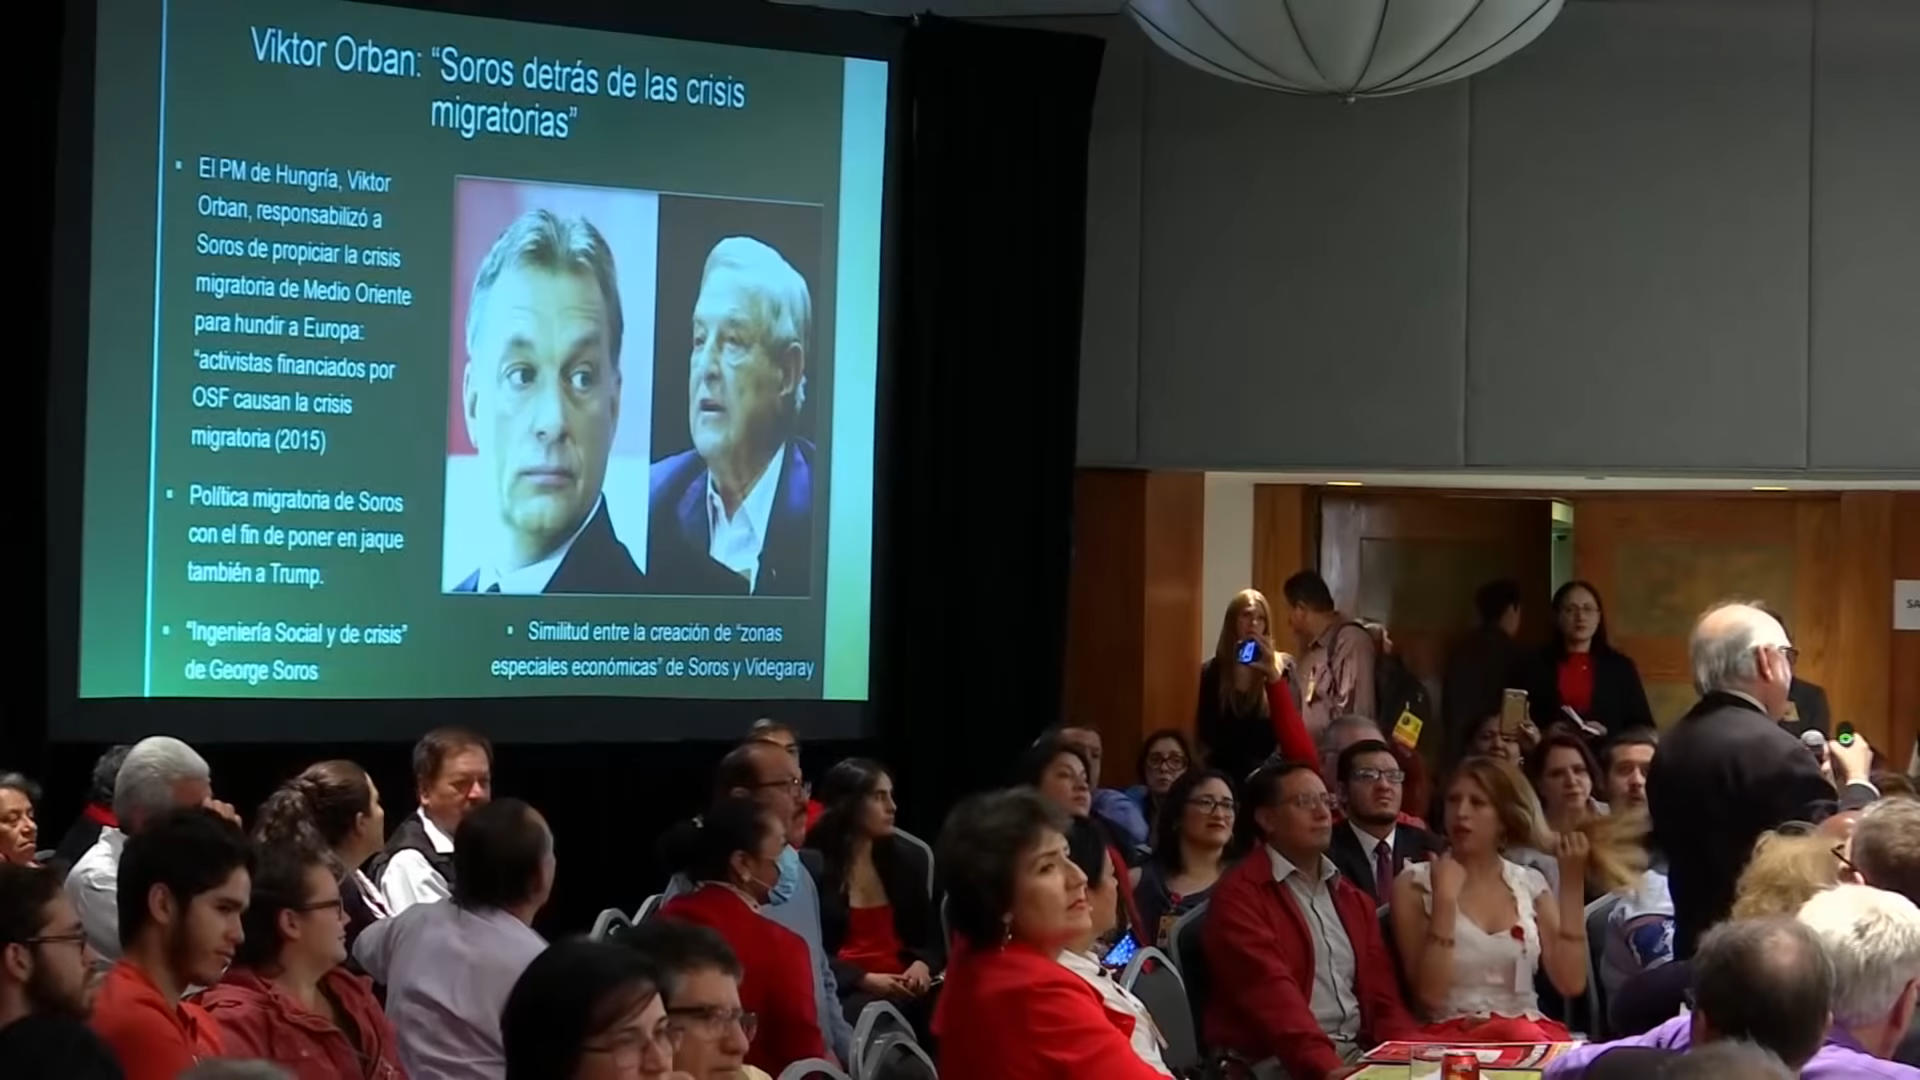 Viktor Orban: “Soros detrás de las crisis
migratorias”
El PM de Hungría, Viktor
Orban, responsabilizó a
Soros de propiciar la crisis
migratoria de Medio Oriente
para hundir a Europa:
“activistas financiados por
OSF causan la crisis
migratoria (2015)
Política migratoria de Soros
con el fin de poner en jaque
también a Trump.
“Ingeniería Social y de crisis”
de George Soros
Similitud entre la creación de “zonas
especiales económicas” de Soros y Videgaray